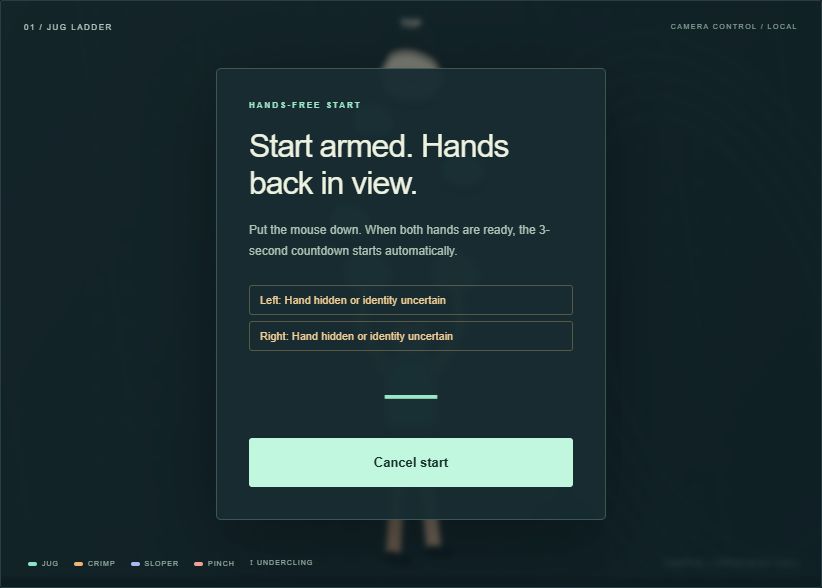 01 / JUG LADDER
CAMERA CONTROL / LOCAL
HANDS-FREE START
Start armed. Hands
back in view.
Put the mouse down. When both hands are ready, the 3-
second countdown starts automatically.
Left: Hand hidden or identity uncertain
Right: Hand hidden or identity uncertain
Cancel start
JUG CRIMP SLOPER PINCH ↕ UNDERCLING